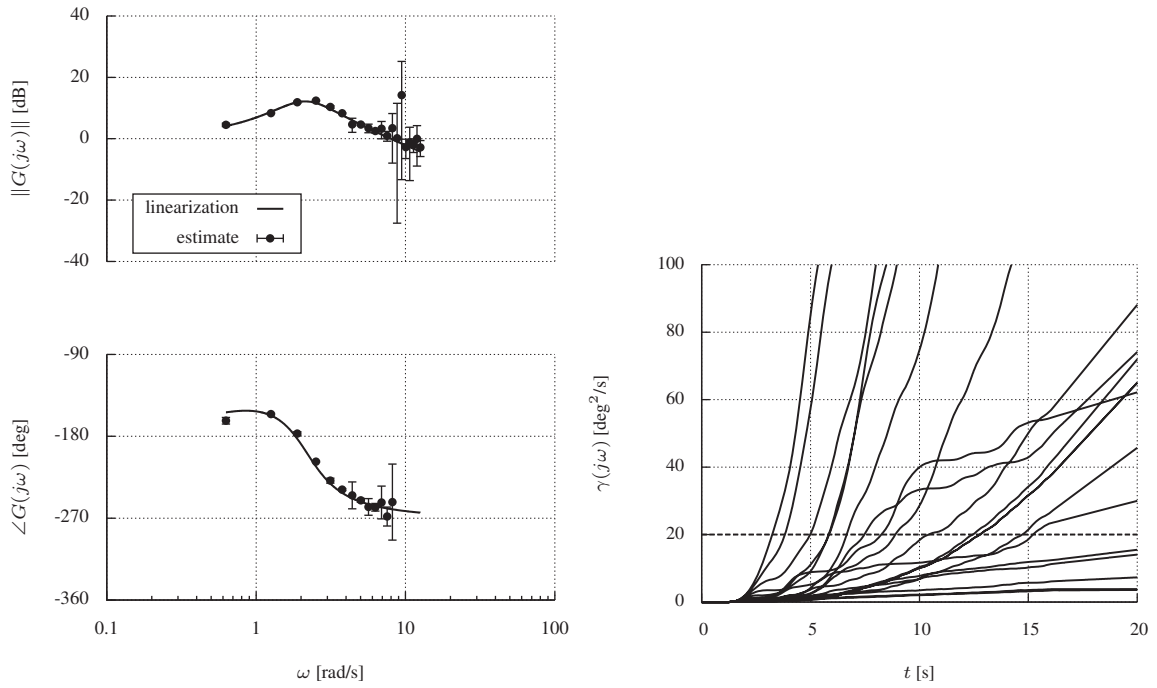 40
20
0
-20
-40
||G(jω)|| [dB]
linearization
estimate
-90
-180
-270
-360
∠G(jω) [deg]
0.1 1 10 100
ω [rad/s]
100
80
60
40
20
0
γ(jω) [deg²/s]
0 5 10 15 20
t [s]